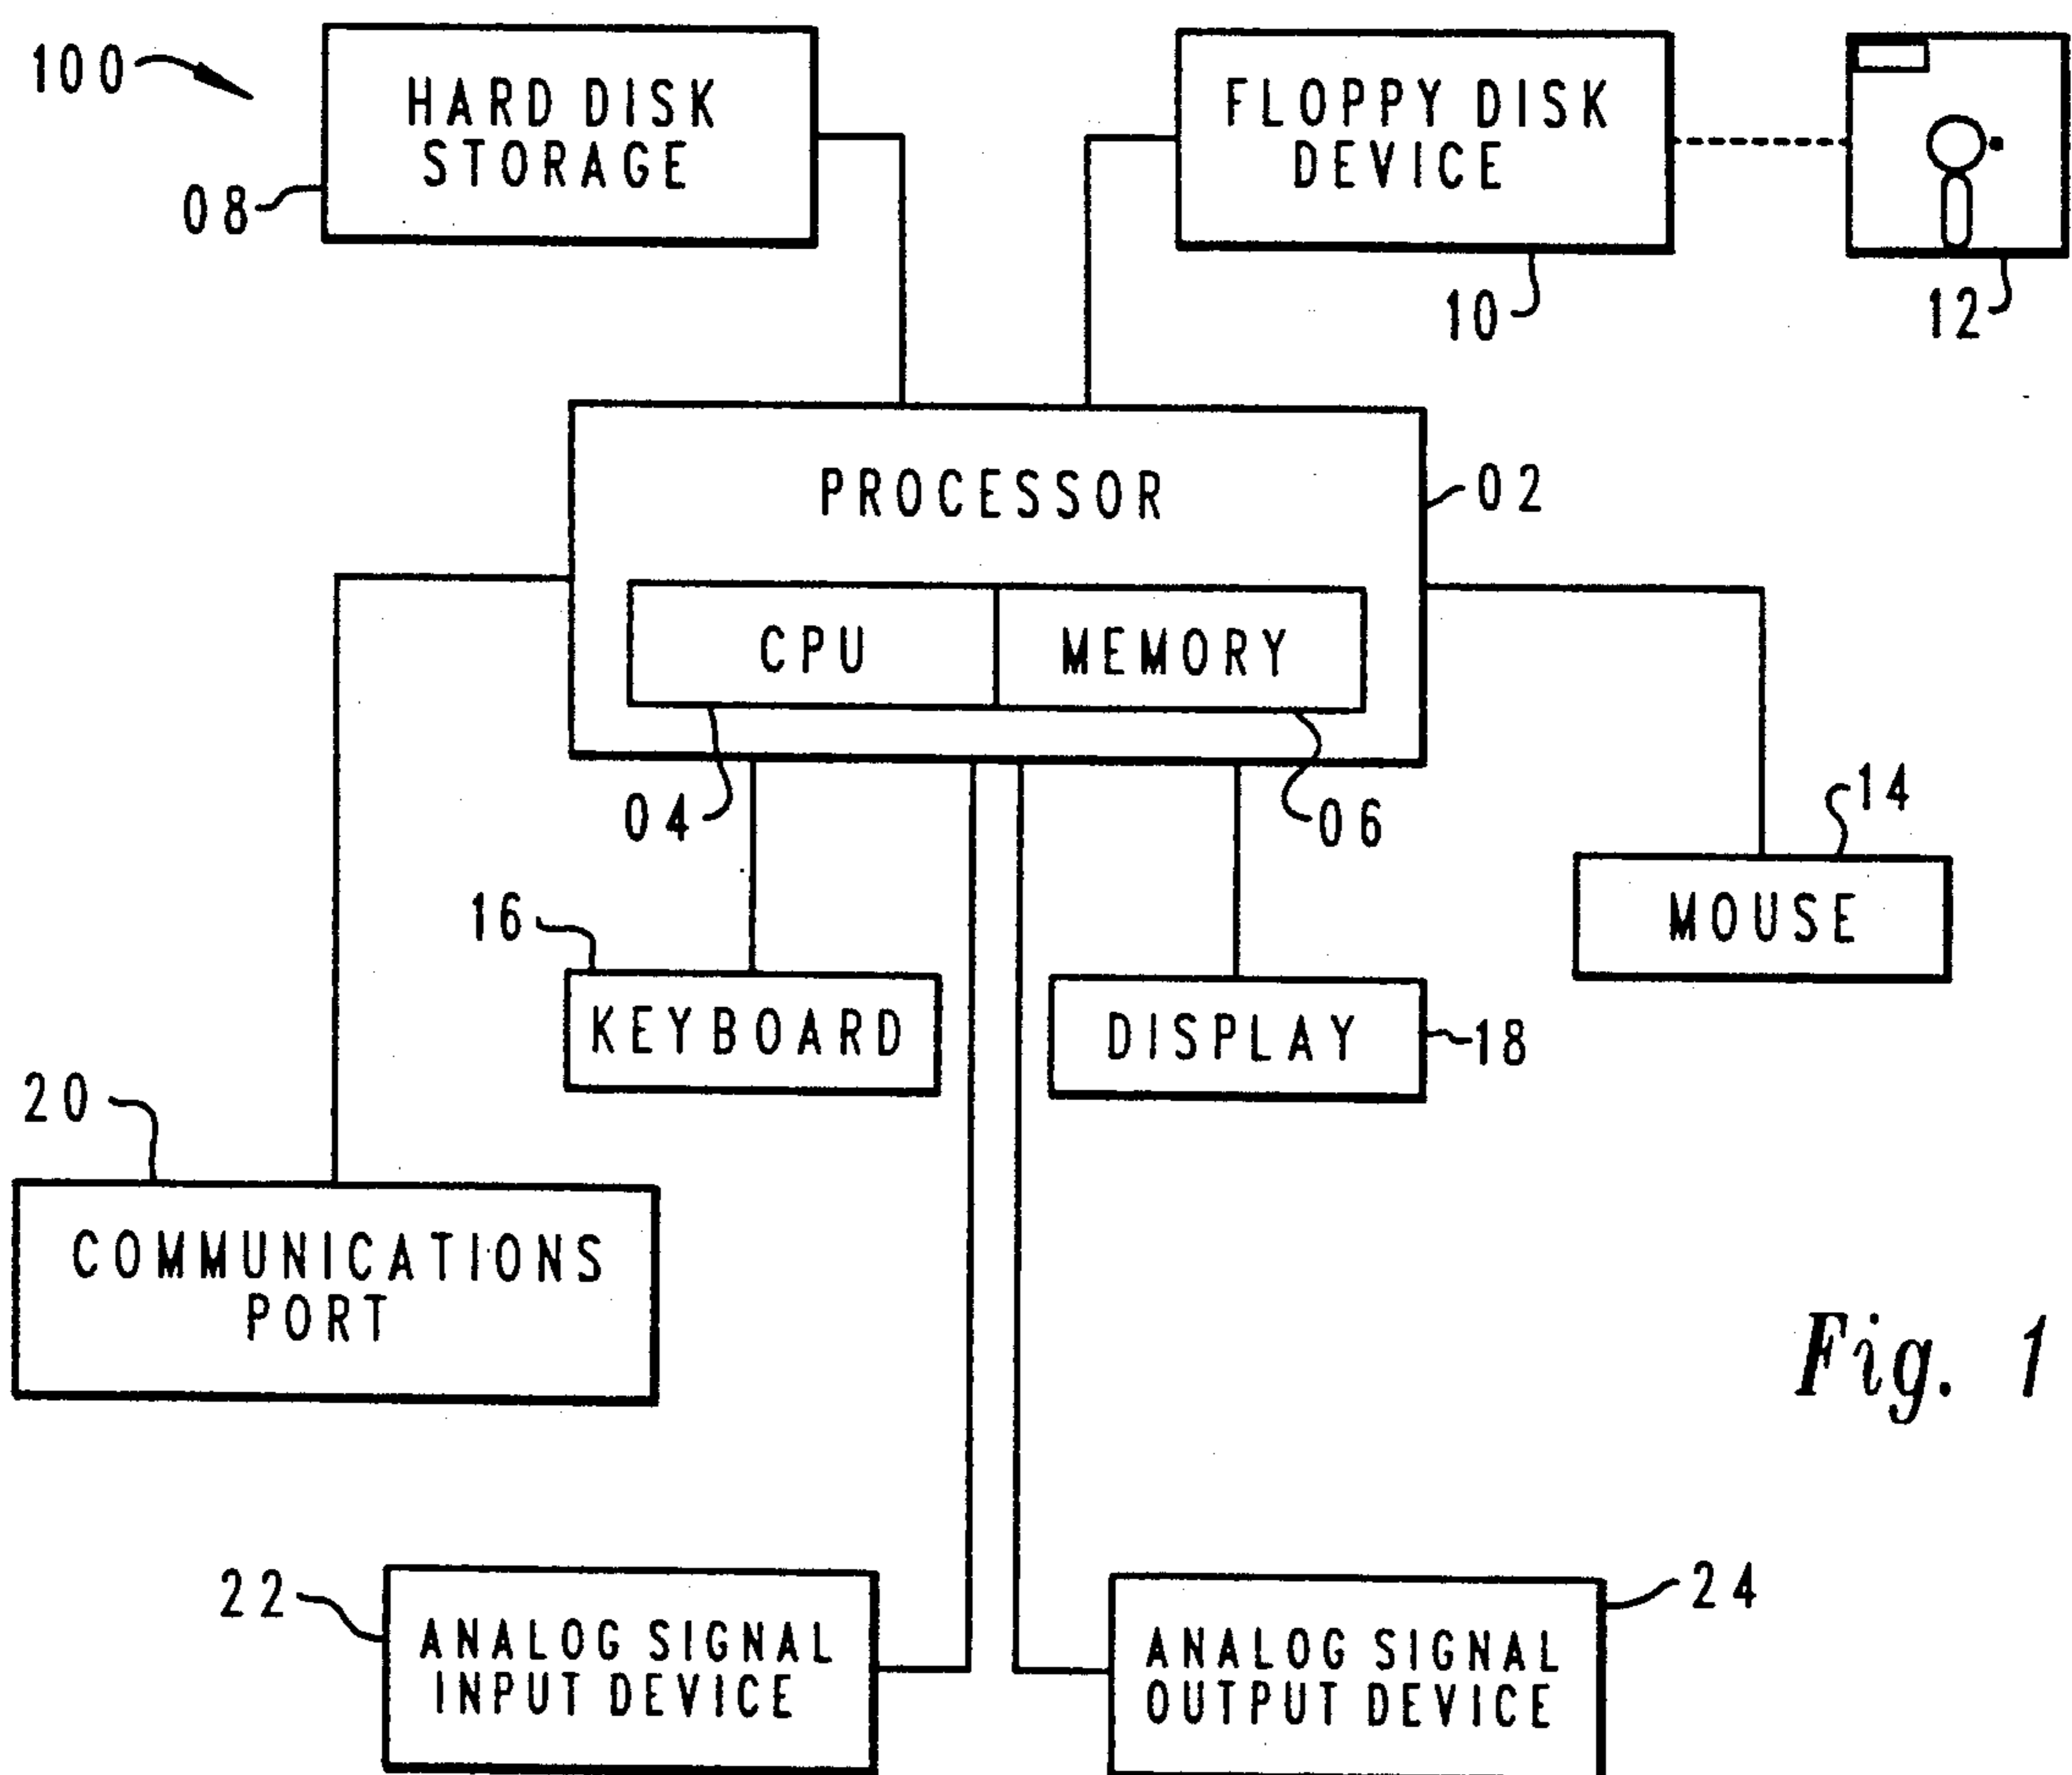 100
HARD DISK
STORAGE
08
FLOPPY DISK
DEVICE
10
12
PROCESSOR
02
CPU
MEMORY
04
06
14
MOUSE
16
KEYBOARD
DISPLAY
18
20
COMMUNICATIONS
PORT
Fig. 1
22
ANALOG SIGNAL
INPUT DEVICE
24
ANALOG SIGNAL
OUTPUT DEVICE